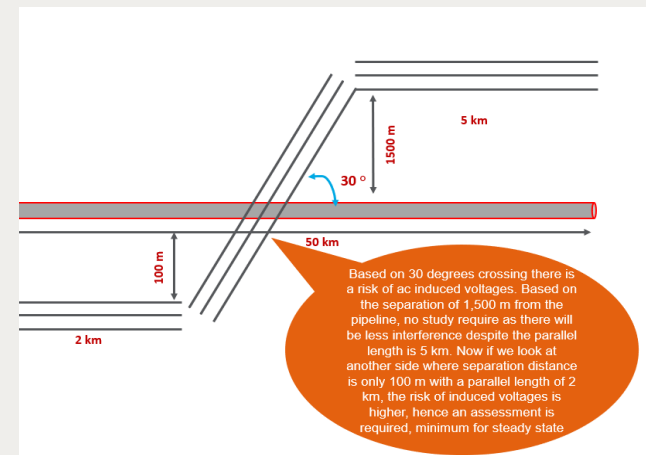 5 km
1500 m
30 °
50 km
100 m
2 km
Based on 30 degrees crossing there is
a risk of ac induced voltages. Based on
the separation of 1,500 m from the
pipeline, no study require as there will
be less interference despite the parallel
length is 5 km. Now if we look at
another side where separation distance
is only 100 m with a parallel length of 2
km, the risk of induced voltages is
higher, hence an assessment is
required, minimum for steady state